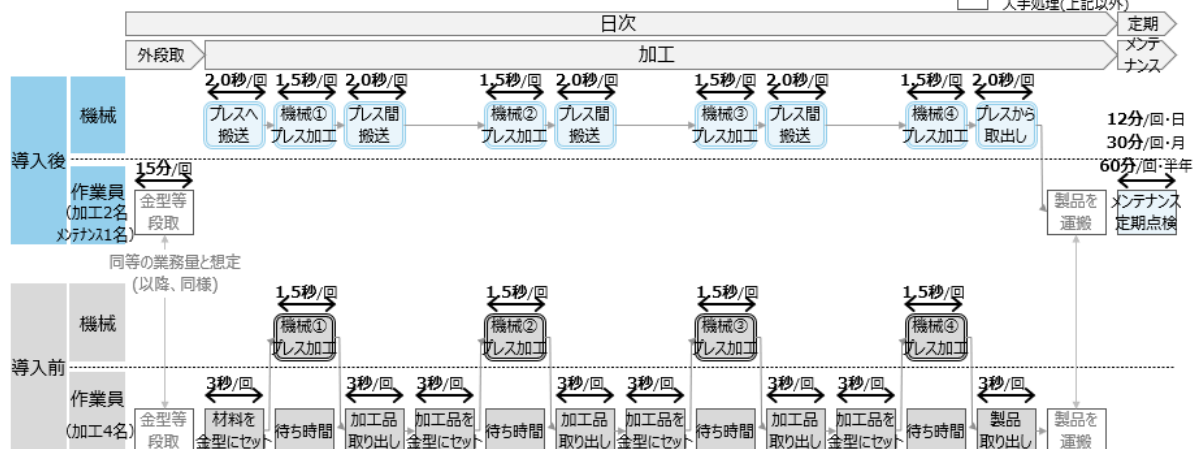 人手処理(上記以外)
日次
定期
外段取
加工
メンテ
ナンス
2.0秒/回
1.5秒/回
2.0秒/回
1.5秒/回
2.0秒/回
1.5秒/回
2.0秒/回
1.5秒/回
2.0秒/回
導入後
機械
プレスへ
搬送
機械①
プレス加工
プレス間
搬送
機械②
プレス加工
プレス間
搬送
機械③
プレス加工
プレス間
搬送
機械④
プレス加工
プレスから
取出し
12分/回・日
30分/回・月
60分/回・半年
15分/回
作業員
(加工2名
メンテナンス1名)
金型等
段取
製品を
運搬
メンテナンス
定期点検
同等の業務量と想定
(以降、同様)
1.5秒/回
1.5秒/回
1.5秒/回
1.5秒/回
導入前
機械
機械①
プレス加工
機械②
プレス加工
機械③
プレス加工
機械④
プレス加工
3秒/回
3秒/回
3秒/回
3秒/回
3秒/回
3秒/回
3秒/回
3秒/回
作業員
(加工4名)
金型等
段取
材料を
金型にセット
待ち時間
加工品
取り出し
加工品を
金型にセット
待ち時間
加工品
取り出し
加工品を
金型にセット
待ち時間
加工品
取り出し
加工品を
金型にセット
待ち時間
製品
取り出し
製品を
運搬